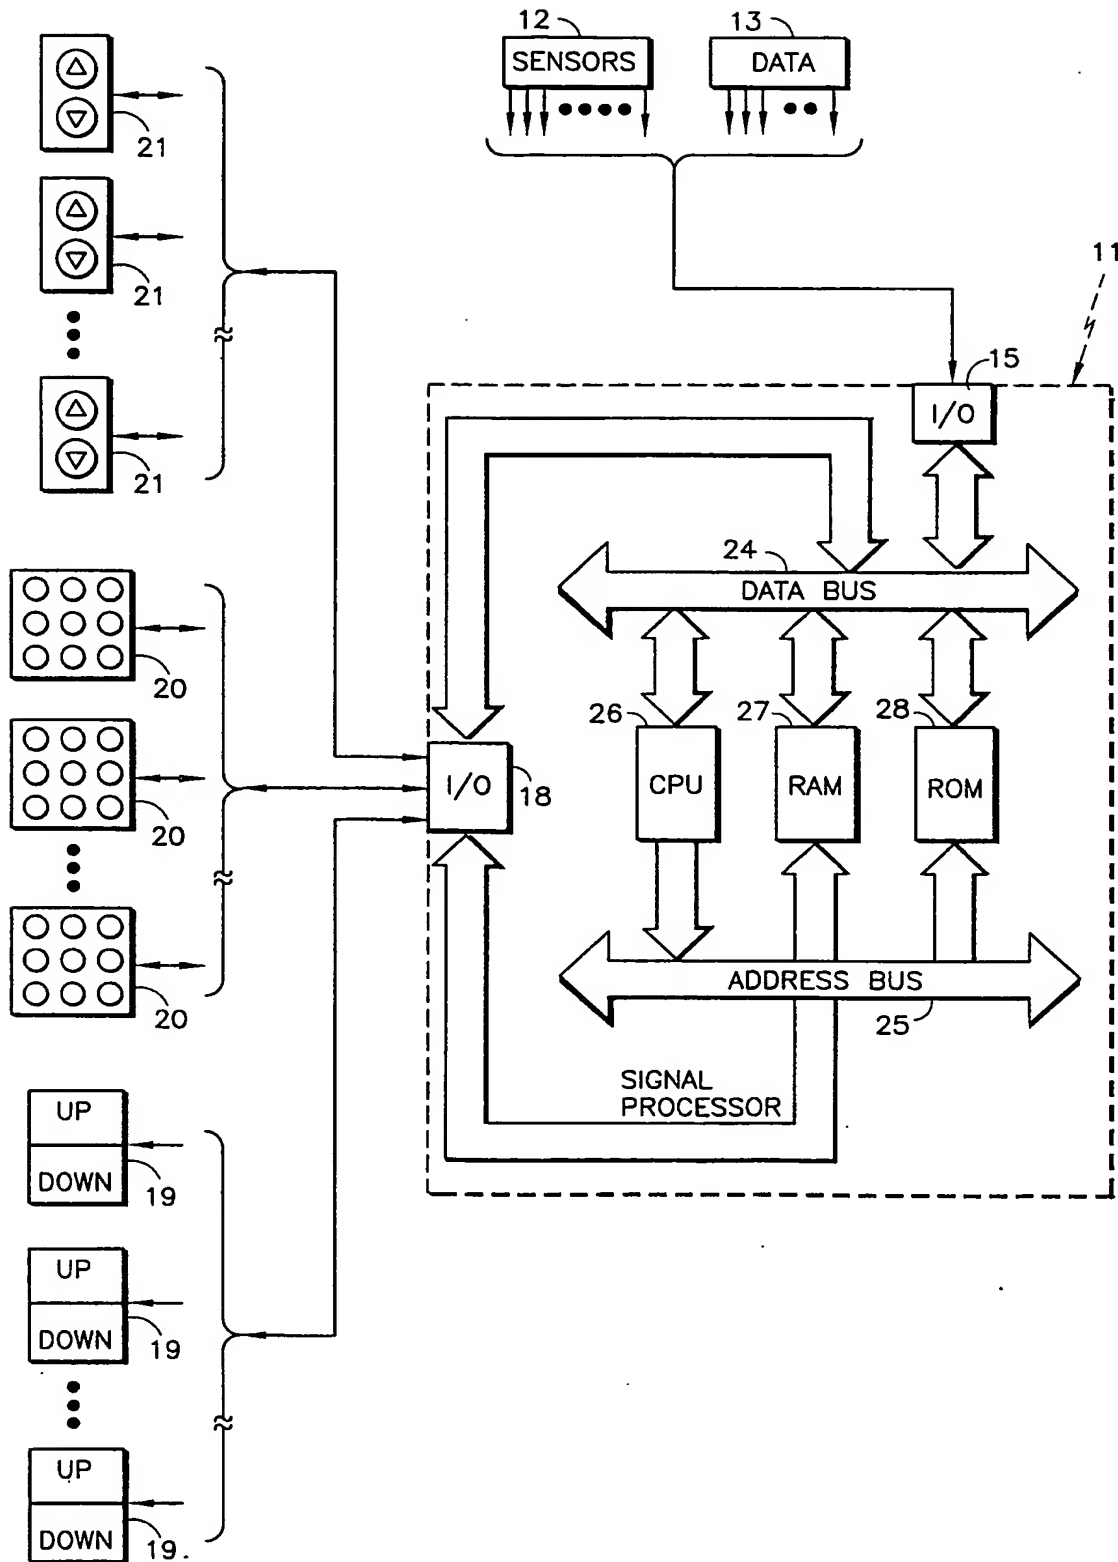 12
13
SENSORS
DATA
21
21
21
11
15
I/O
24
DATA BUS
20
26
27
28
I/O
18
CPU
RAM
ROM
20
20
ADDRESS BUS
25
SIGNAL
PROCESSOR
UP
DOWN
19
UP
DOWN
19
UP
DOWN
19.